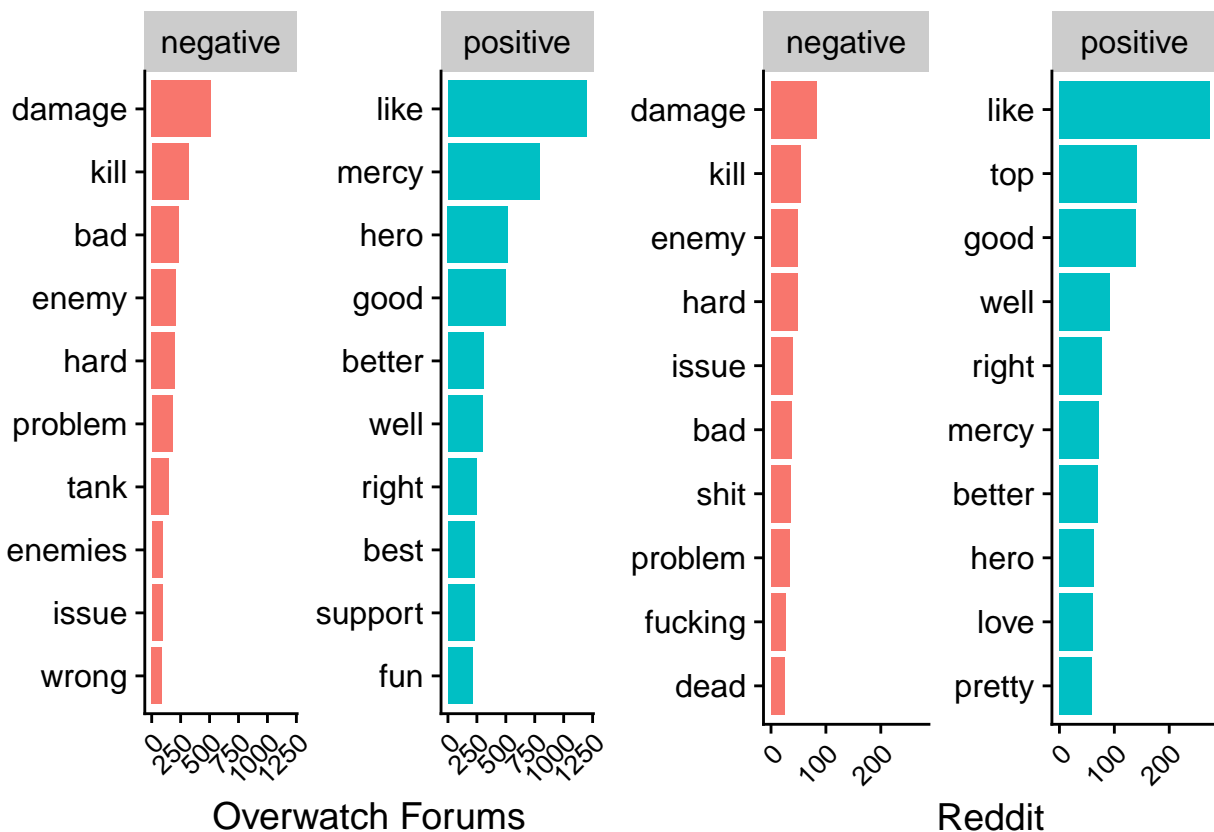 negative
damage
kill
bad
enemy
hard
problem
tank
enemies
issue
wrong
0
250
500
750
1000
1250
positive
like
mercy
hero
good
better
well
right
best
support
fun
0
250
500
750
1000
1250
Overwatch Forums
negative
damage
kill
enemy
hard
issue
bad
shit
problem
fucking
dead
0
100
200
positive
like
top
good
well
right
mercy
better
hero
love
pretty
0
100
200
Reddit